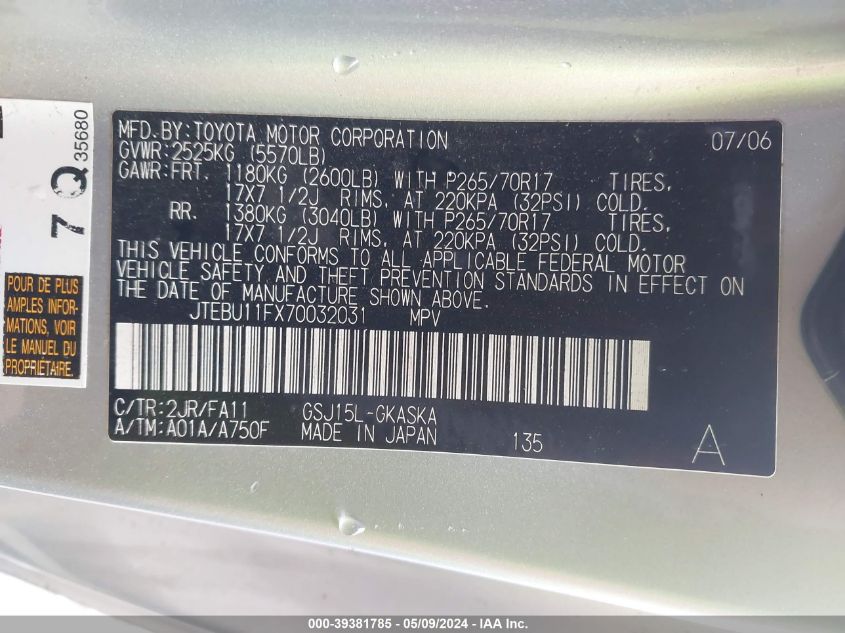 7 Q 35680
POUR DE PLUS
AMPLES INFOR-
MATIONS, VOIR
LE MANUEL DU
PROPRIÉTAIRE.
MFD.BY:TOYOTA MOTOR CORPORATION 07/06
GVWR:2525KG (5570LB)
GAWR:FRT. 1180KG (2600LB) WITH P265/70R17 TIRES,
17X7 1/2J RIMS, AT 220KPA (32PSI) COLD.
RR. 1380KG (3040LB) WITH P265/70R17 TIRES,
17X7 1/2J RIMS, AT 220KPA (32PSI) COLD.
THIS VEHICLE CONFORMS TO ALL APPLICABLE FEDERAL MOTOR
VEHICLE SAFETY AND THEFT PREVENTION STANDARDS IN EFFECT ON
THE DATE OF MANUFACTURE SHOWN ABOVE.
JTEBU11FX70032031 MPV
C/TR:2JR/FA11 GSJ15L-GKASKA
A/TM:A01A/A750F MADE IN JAPAN 135 A
000-39381785 - 05/09/2024 - IAA Inc.